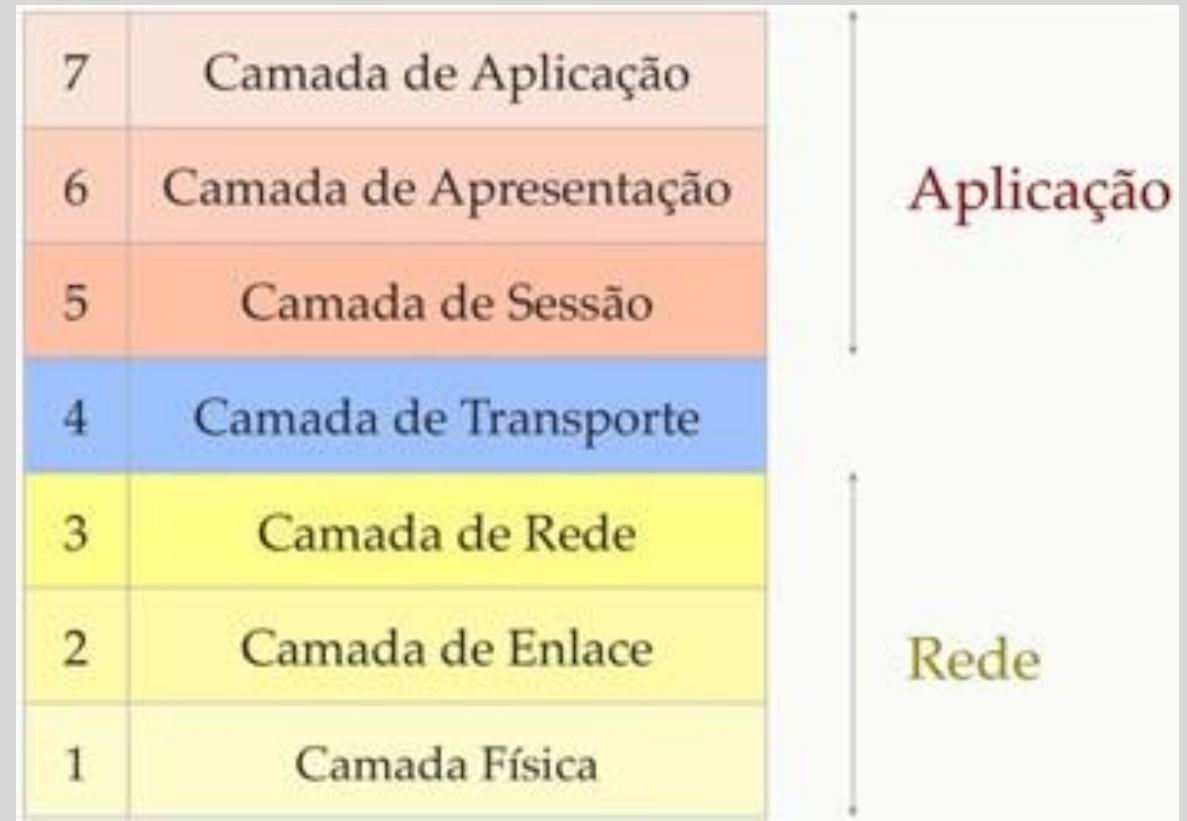 7 Camada de Aplicação
6 Camada de Apresentação
5 Camada de Sessão
4 Camada de Transporte
3 Camada de Rede
2 Camada de Enlace
1 Camada Física
Aplicação
Rede